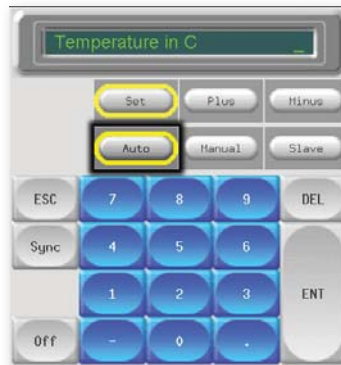 Temperature in C _
Set Plus Minus
Auto Manual Slave
ESC 7 8 9 DEL
Sync 4 5 6
1 2 3 ENT
Off - 0 .